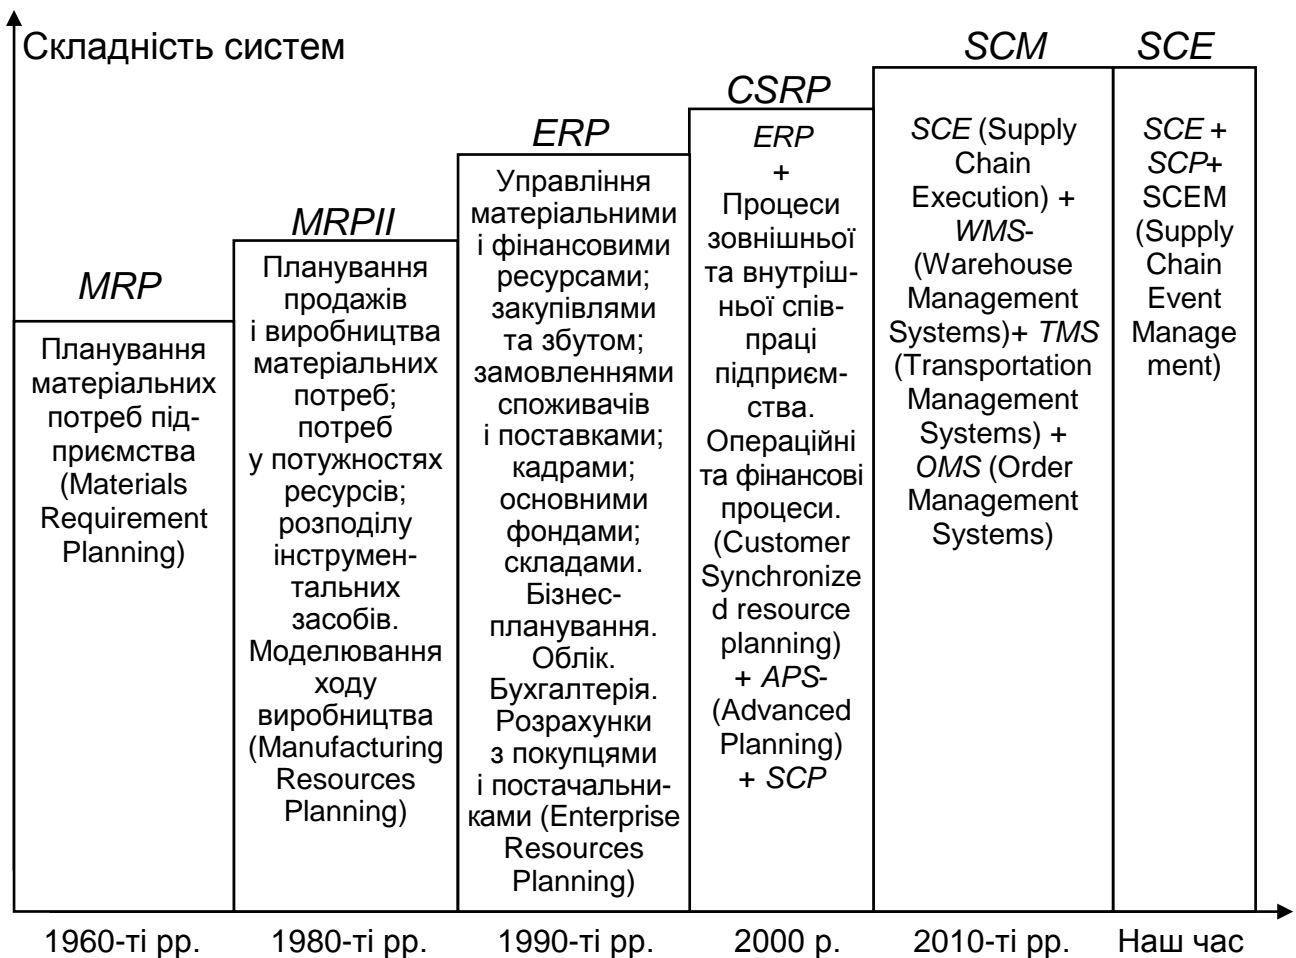 Складність систем
MRP
Планування
матеріальних
потреб під-
приємства
(Materials
Requirement
Planning)
MRPII
Планування
продажів
і виробництва
матеріальних
потреб;
потреб
у потужностях
ресурсів;
розподілу
інструмен-
тальних
засобів.
Моделювання
ходу
виробництва
(Manufacturing
Resources
Planning)
ERP
Управління
матеріальними
і фінансовими
ресурсами;
закупівлями
та збутом;
замовленнями
споживачів
і поставками;
кадрами;
основними
фондами;
складами.
Бізнес-
планування.
Облік.
Бухгалтерія.
Розрахунки
з покупцями
і постачальни-
ками (Enterprise
Resources
Planning)
CSRP
ERP
+
Процеси
зовнішньої
та внутріш-
ньої спів-
праці
підприєм-
ства.
Операційні
та фінансові
процеси.
(Customer
Synchronize
d resource
planning)
+ APS-
(Advanced
Planning)
+ SCP
SCM
SCE (Supply
Chain
Execution) +
WMS-
(Warehouse
Management
Systems)+ TMS
(Transportation
Management
Systems) +
OMS (Order
Management
Systems)
SCE
SCE +
SCP+
SCEM
(Supply
Chain
Event
Manage
ment)
1960-ті рр.
1980-ті рр.
1990-ті рр.
2000 р.
2010-ті рр.
Наш час